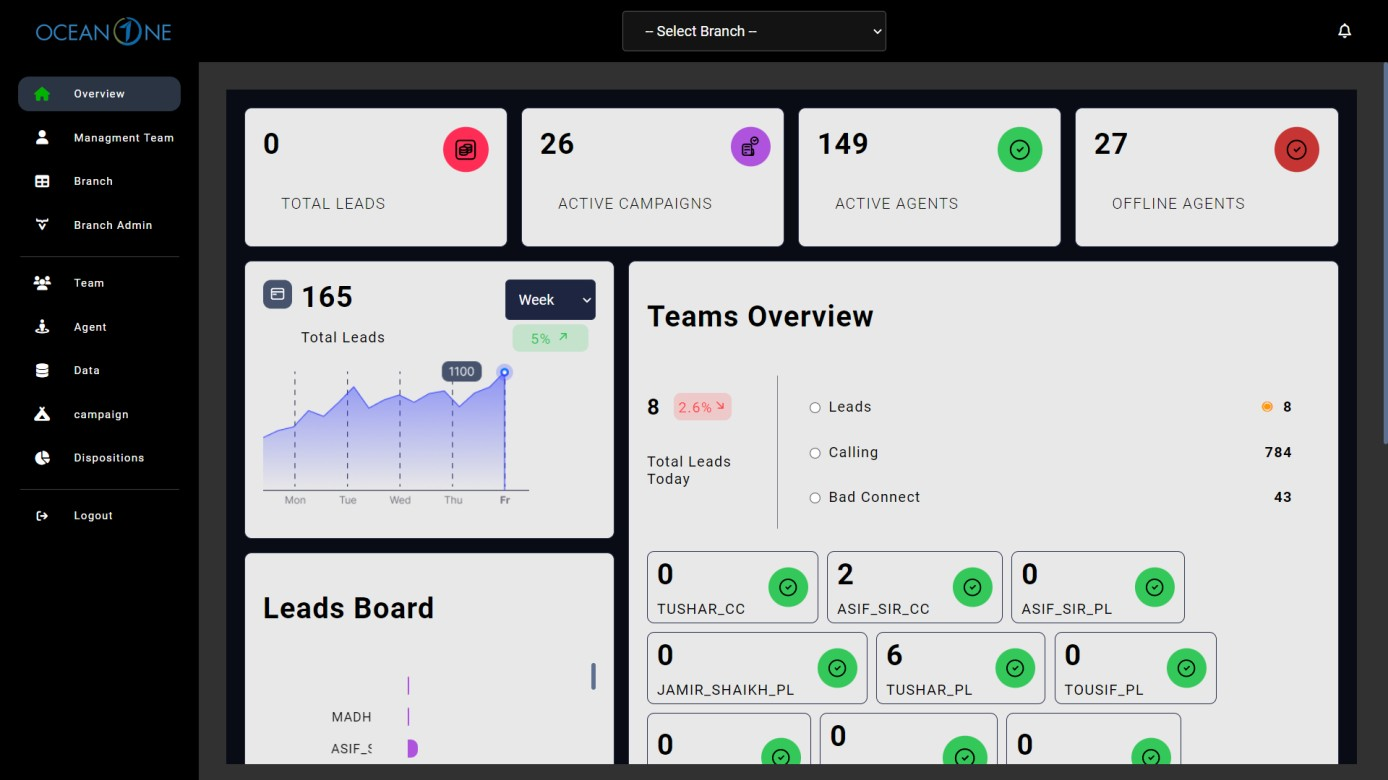 OCEAN1NE
-- Select Branch --
Overview
Managment Team
Branch
Branch Admin
Team
Agent
Data
campaign
Dispositions
Logout
0
TOTAL LEADS
26
ACTIVE CAMPAIGNS
149
ACTIVE AGENTS
27
OFFLINE AGENTS
165
Week
Total Leads
5%
1100
Mon Tue Wed Thu Fr
Leads Board
MADH
ASIF_S
Teams Overview
8 2.6%
Total Leads
Today
Leads 8
Calling 784
Bad Connect 43
0
TUSHAR_CC
2
ASIF_SIR_CC
0
ASIF_SIR_PL
0
JAMIR_SHAIKH_PL
6
TUSHAR_PL
0
TOUSIF_PL
0
0
0